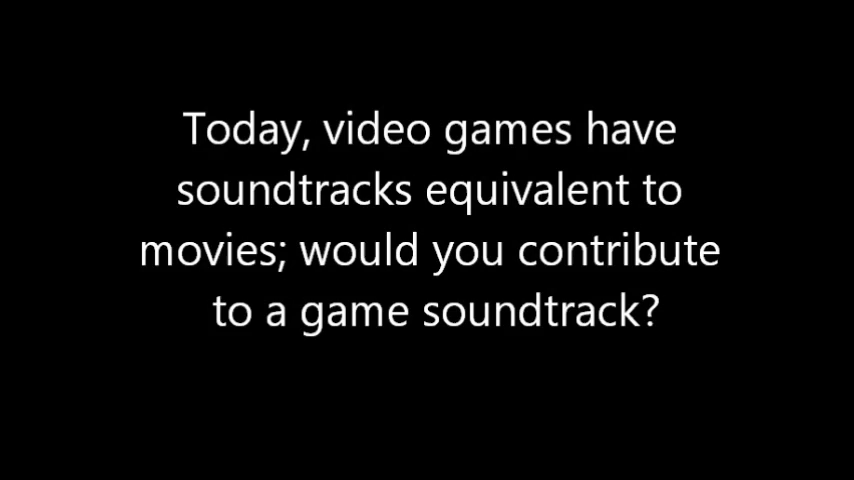 Today, video games have
soundtracks equivalent to
movies; would you contribute
to a game soundtrack?